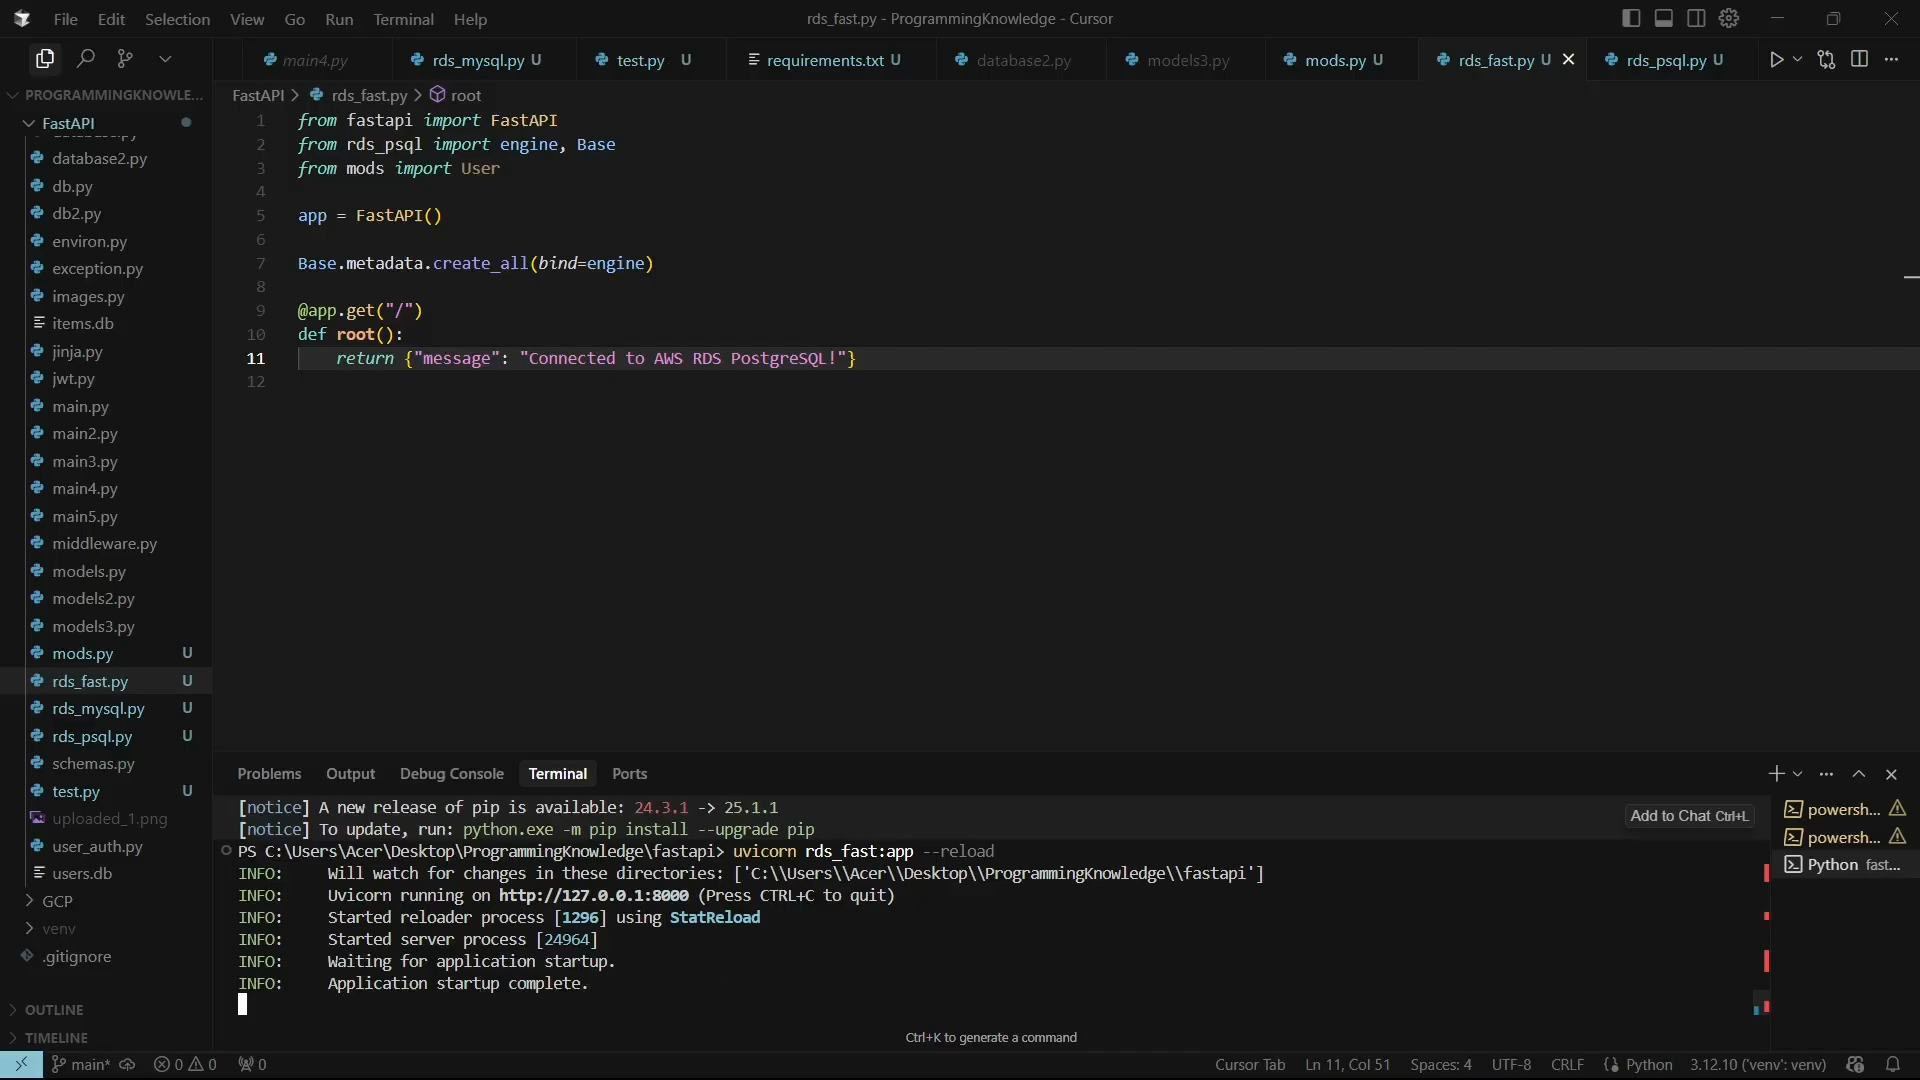 File Edit Selection View Go Run Terminal Help
rds_fast.py - ProgrammingKnowledge - Cursor
main4.py rds_mysql.py U test.py U requirements.txt U database2.py models3.py mods.py U rds_fast.py U rds_psql.py U
PROGRAMMINGKNOWLE...
FastAPI
database2.py
db.py
db2.py
environ.py
exception.py
images.py
items.db
jinja.py
jwt.py
main.py
main2.py
main3.py
main4.py
main5.py
middleware.py
models.py
models2.py
models3.py
mods.py U
rds_fast.py U
rds_mysql.py U
rds_psql.py U
schemas.py
test.py U
uploaded_1.png
user_auth.py
users.db
GCP
venv
.gitignore
OUTLINE
TIMELINE
FastAPI > rds_fast.py > root
1 from fastapi import FastAPI
2 from rds_psql import engine, Base
3 from mods import User
4
5 app = FastAPI()
6
7 Base.metadata.create_all(bind=engine)
8
9 @app.get("/")
10 def root():
11 return {"message": "Connected to AWS RDS PostgreSQL!"}
12
Problems Output Debug Console Terminal Ports
[notice] A new release of pip is available: 24.3.1 -> 25.1.1
[notice] To update, run: python.exe -m pip install --upgrade pip
PS C:\Users\Acer\Desktop\ProgrammingKnowledge\fastapi> uvicorn rds_fast:app --reload
INFO: Will watch for changes in these directories: ['C:\\Users\\Acer\\Desktop\\ProgrammingKnowledge\\fastapi']
INFO: Uvicorn running on http://127.0.0.1:8000 (Press CTRL+C to quit)
INFO: Started reloader process [1296] using StatReload
INFO: Started server process [24964]
INFO: Waiting for application startup.
INFO: Application startup complete.
Add to Chat Ctrl+L
powersh...
powersh...
Python fast...
Ctrl+K to generate a command
main* 0 0 0
Cursor Tab Ln 11, Col 51 Spaces: 4 UTF-8 CRLF Python 3.12.10 ('venv': venv)